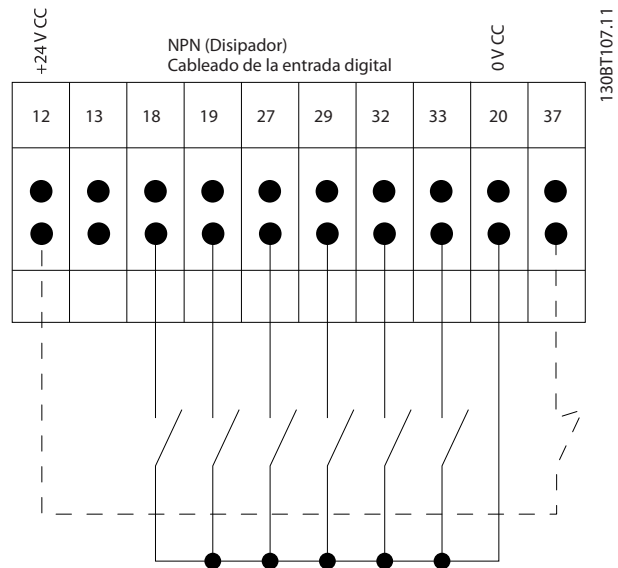 +24 V CC
NPN (Disipador)
Cableado de la entrada digital
0 V CC
130BT107.11
12 13 18 19 27 29 32 33 20 37